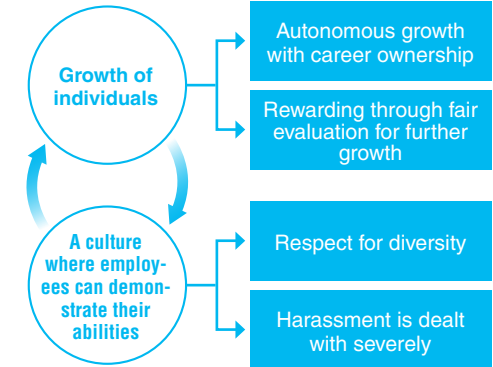 Growth of
individuals
Autonomous growth
with career ownership
Rewarding through fair
evaluation for further
growth
A culture
where employ-
ees can demon-
strate their
abilities
Respect for diversity
Harassment is dealt
with severely